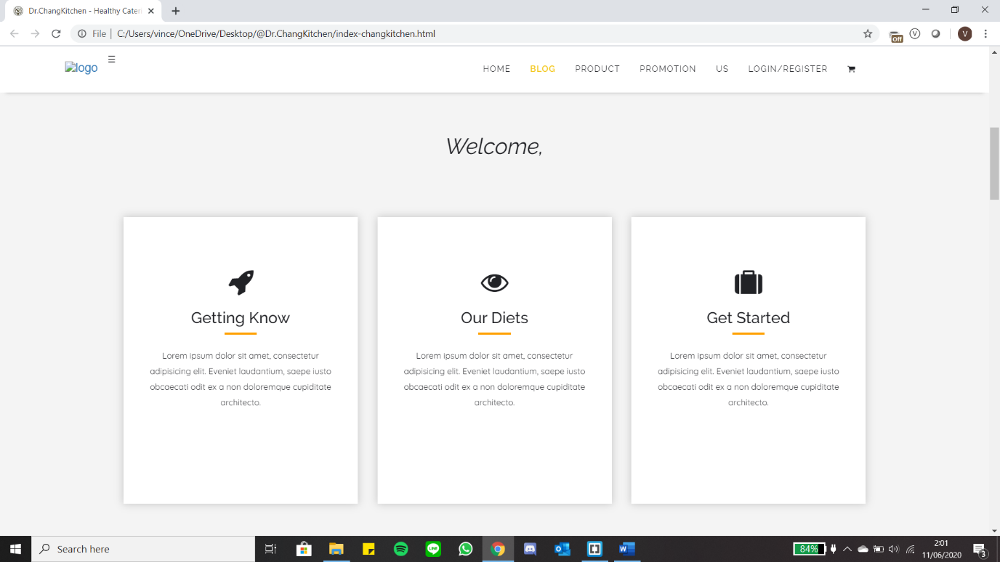 Dr.ChangKitchen - Healthy Cater
File | C:/Users/vince/OneDrive/Desktop/@Dr.ChangKitchen/index-changkitchen.html
Off
V
V
logo
☰
HOME BLOG PRODUCT PROMOTION US LOGIN/REGISTER
Welcome,
Getting Know
Lorem ipsum dolor sit amet, consectetur
adipisicing elit. Eveniet laudantium, saepe iusto
obcaecati odit ex a non doloremque cupiditate
architecto.
Our Diets
Lorem ipsum dolor sit amet, consectetur
adipisicing elit. Eveniet laudantium, saepe iusto
obcaecati odit ex a non doloremque cupiditate
architecto.
Get Started
Lorem ipsum dolor sit amet, consectetur
adipisicing elit. Eveniet laudantium, saepe iusto
obcaecati odit ex a non doloremque cupiditate
architecto.
Search here
LINE
W
84%
2:01
11/06/2020
3